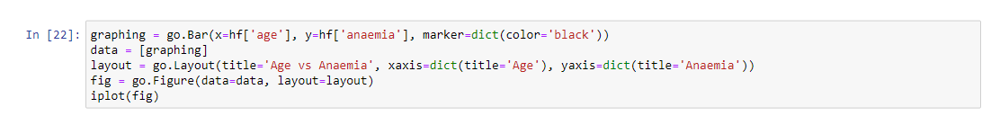 In [22]: graphing = go.Bar(x=hf['age'], y=hf['anaemia'], marker=dict(color='black'))
data = [graphing]
layout = go.Layout(title='Age vs Anaemia', xaxis=dict(title='Age'), yaxis=dict(title='Anaemia'))
fig = go.Figure(data=data, layout=layout)
iplot(fig)